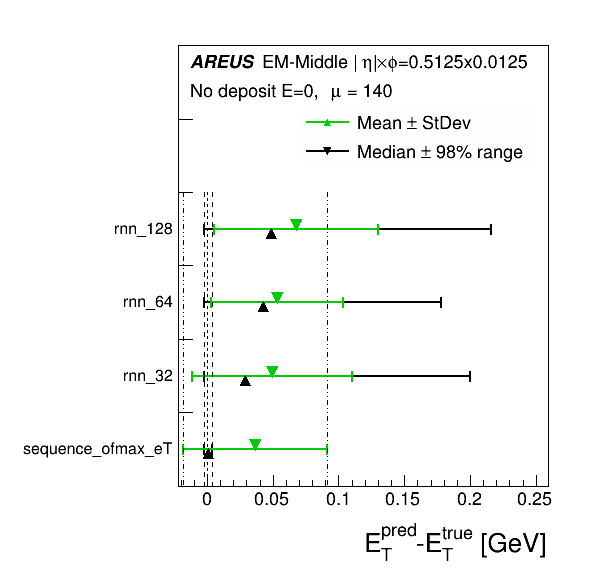 AREUS EM-Middle |η|×ϕ=0.5125x0.0125
No deposit E=0, μ = 140
Mean ± StDev
Median ± 98% range
rnn_128
rnn_64
rnn_32
sequence_ofmax_eT
0 0.05 0.1 0.15 0.2 0.25
E_T^pred-E_T^true [GeV]